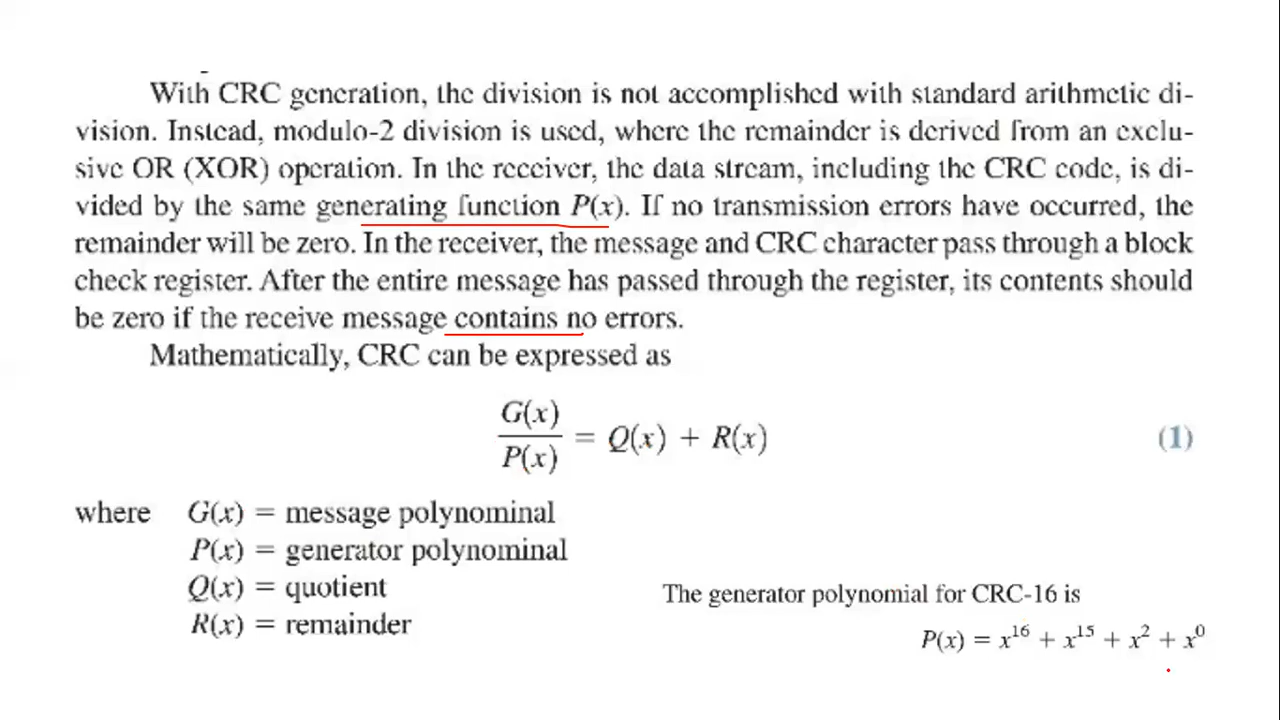 With CRC generation, the division is not accomplished with standard arithmetic di-
vision. Instead, modulo-2 division is used, where the remainder is derived from an exclu-
sive OR (XOR) operation. In the receiver, the data stream, including the CRC code, is di-
vided by the same generating function P(x). If no transmission errors have occurred, the
remainder will be zero. In the receiver, the message and CRC character pass through a block
check register. After the entire message has passed through the register, its contents should
be zero if the receive message contains no errors.
Mathematically, CRC can be expressed as
G(x)/P(x) = Q(x) + R(x) (1)
where G(x) = message polynominal
P(x) = generator polynominal
Q(x) = quotient
R(x) = remainder
The generator polynomial for CRC-16 is
P(x) = x¹⁶ + x¹⁵ + x² + x⁰